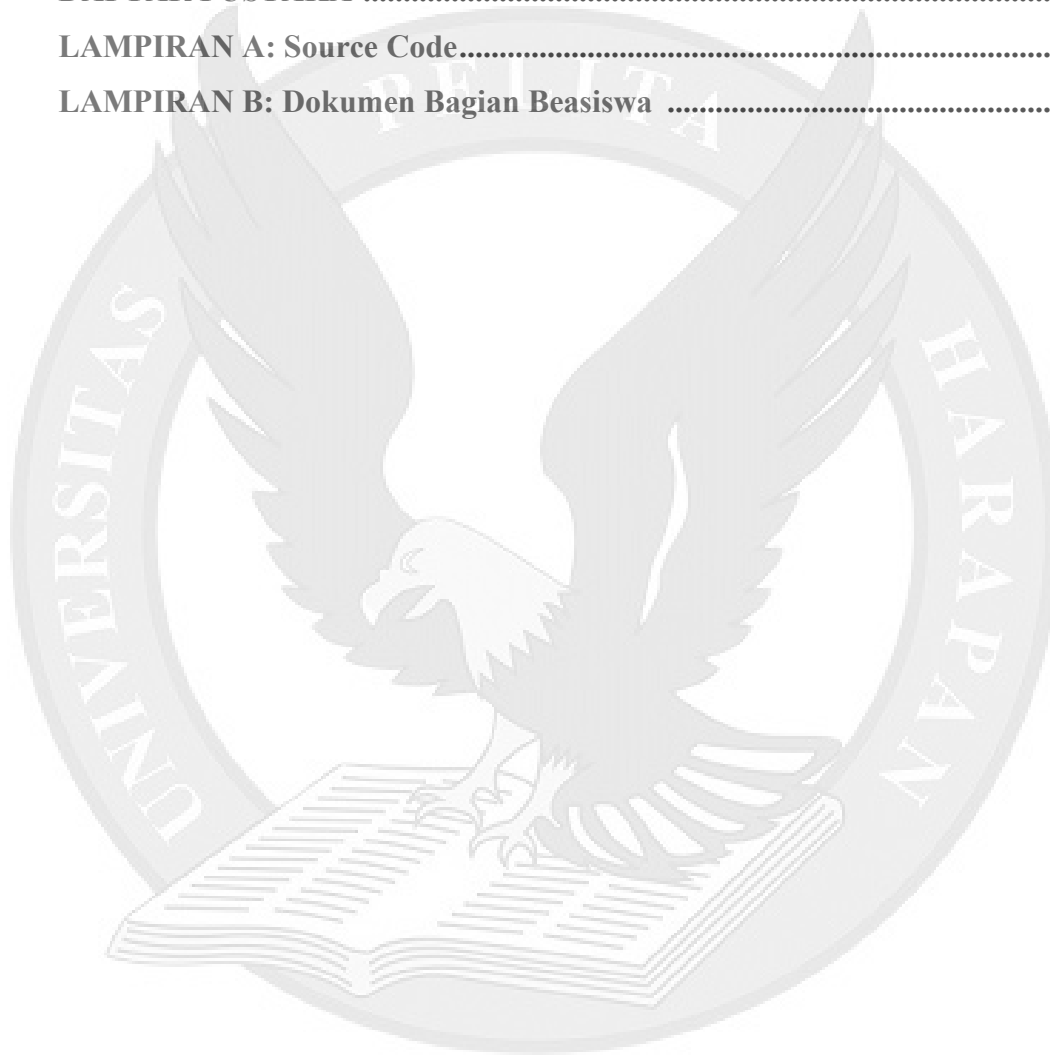 LAMPIRAN A: Source Code..........................................................................
LAMPIRAN B: Dokumen Bagian Beasiswa ................................................
PELITA
UNIVERSITAS
HARAPAN